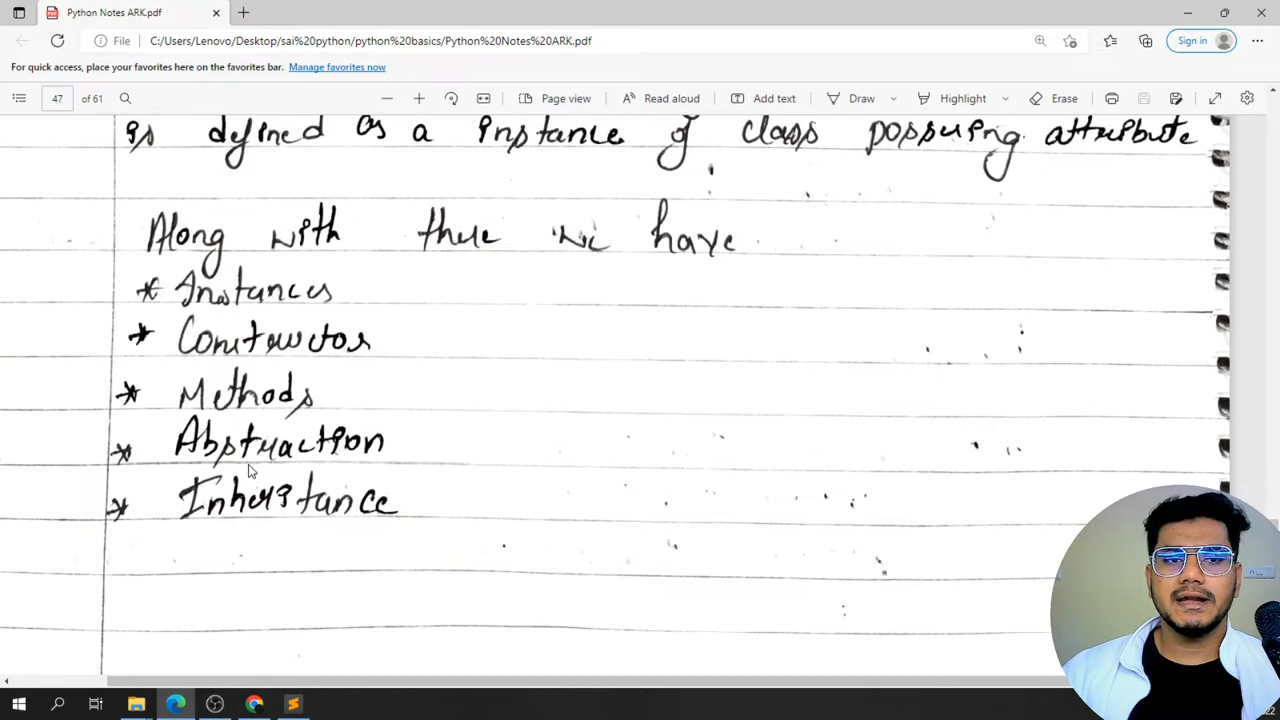 Python Notes ARK.pdf
File C:/Users/Lenovo/Desktop/sai%20python/python%20basics/Python%20Notes%20ARK.pdf
Sign in
For quick access, place your favorites here on the favorites bar. Manage favorites now
47 of 61 Page view Read aloud Add text Draw Highlight Erase
is defined as a instance of class possesing attribute
Along with these we have
* Instances
* Constructor
* Methods
* Abstraction
* Inheritance